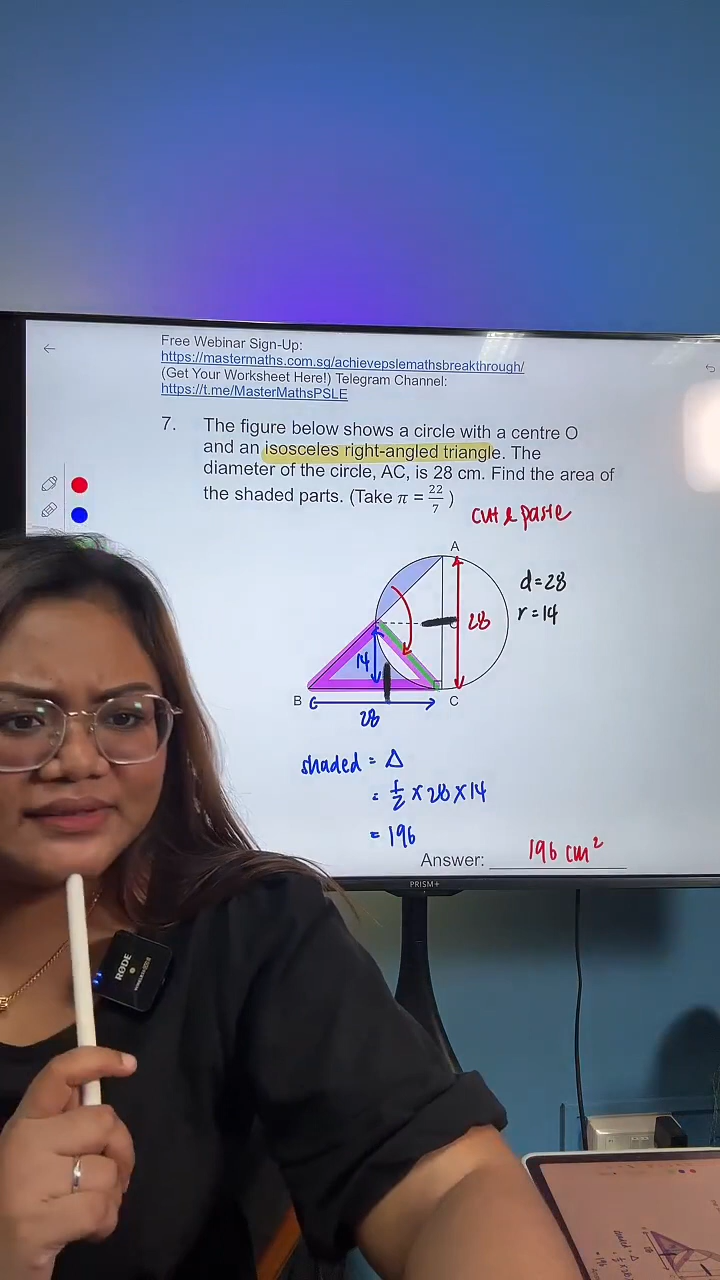 Free Webinar Sign-Up:
https://mastermaths.com.sg/achievepslemathsbreakthrough/
(Get Your Worksheet Here!) Telegram Channel:
https://t.me/MasterMathsPSLE
7. The figure below shows a circle with a centre O
and an isosceles right-angled triangle. The
diameter of the circle, AC, is 28 cm. Find the area of
the shaded parts. (Take π = 22/7 )
cut & paste
A
d=28
r=14
28
14
B
C
28
shaded = Δ
= 1/2 × 28 × 14
= 196
Answer: 196 cm²
PRISM+
RØDE